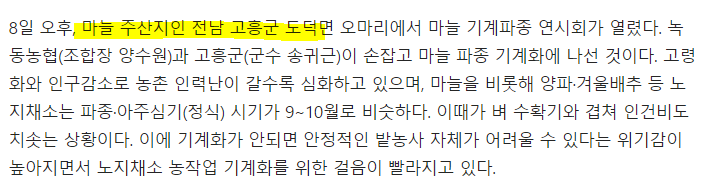 8일 오후, 마늘 주산지인 전남 고흥군 도덕면 오마리에서 마늘 기계파종 연시회가 열렸다. 녹
동농협(조합장 양수원)과 고흥군(군수 송귀근)이 손잡고 마늘 파종 기계화에 나선 것이다. 고령
화와 인구감소로 농촌 인력난이 갈수록 심화하고 있으며, 마늘을 비롯해 양파·겨울배추 등 노
지채소는 파종·아주심기(정식) 시기가 9~10월로 비슷하다. 이때가 벼 수확기와 겹쳐 인건비도
치솟는 상황이다. 이에 기계화가 안되면 안정적인 밭농사 자체가 어려울 수 있다는 위기감이
높아지면서 노지채소 농작업 기계화를 위한 걸음이 빨라지고 있다.